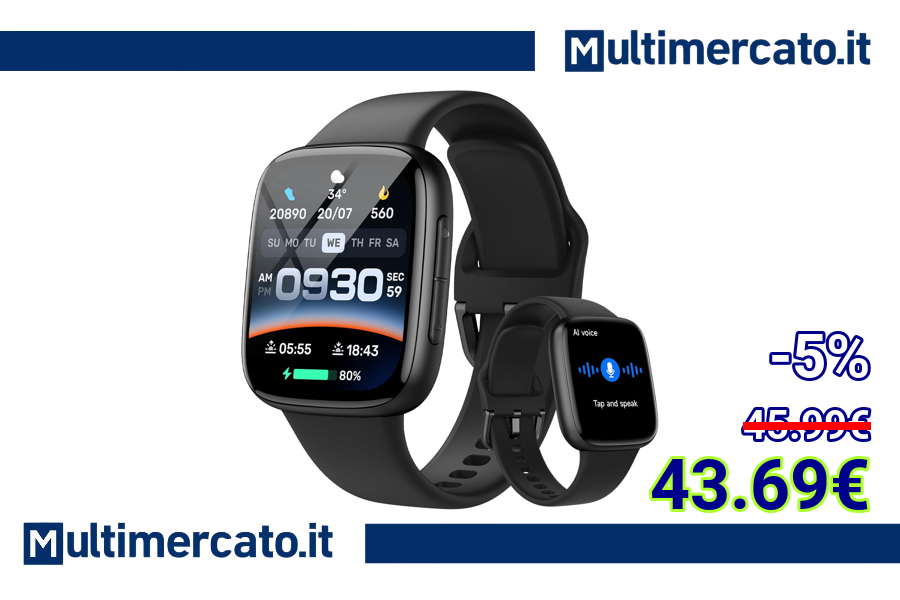 Multimercato.it
34°
20890 20/07 560
SU MO TU WE TH FR SA
AM
PM
0930
SEC
59
05:55 18:43
80%
AI voice
Tap and speak
-5%
45.99€
43.69€
Multimercato.it